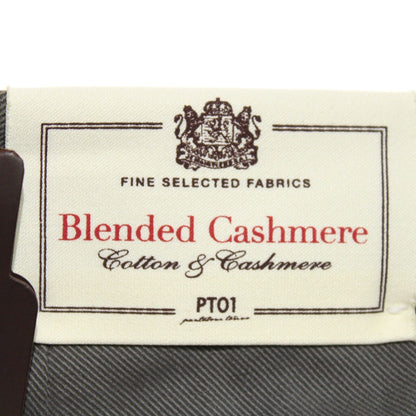 FINE SELECTED FABRICS
Blended Cashmere
Cotton & Cashmere
PT01